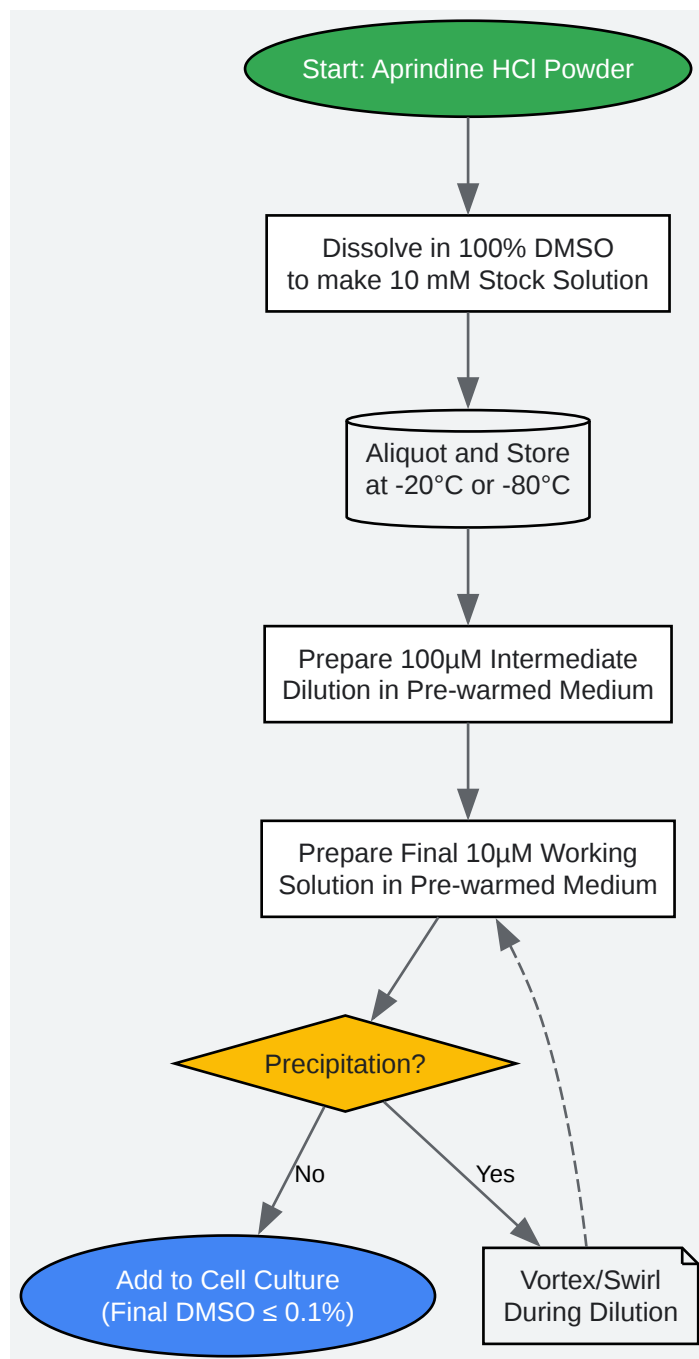 Start: Aprindine HCl Powder
Dissolve in 100% DMSO
to make 10 mM Stock Solution
Aliquot and Store
at -20°C or -80°C
Prepare 100µM Intermediate
Dilution in Pre-warmed Medium
Prepare Final 10µM Working
Solution in Pre-warmed Medium
Precipitation?
No
Yes
Add to Cell Culture
(Final DMSO ≤ 0.1%)
Vortex/Swirl
During Dilution